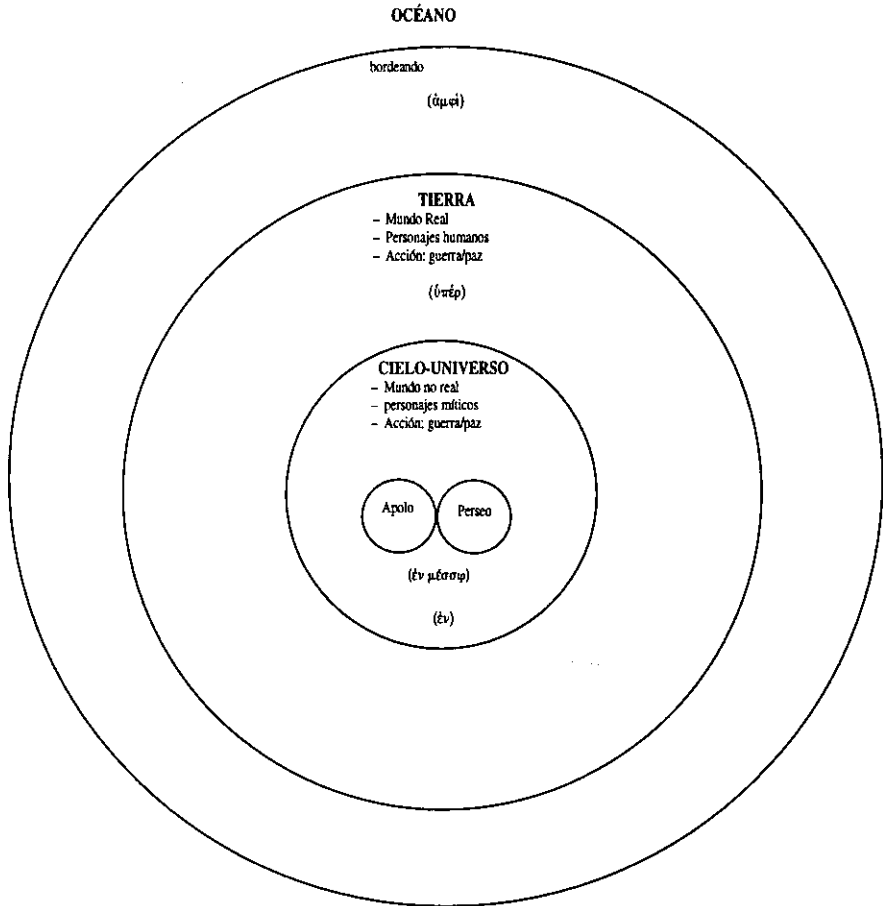 OCÉANO
bordeando
(ἀμφὶ)
TIERRA
– Mundo Real
– Personajes humanos
– Acción: guerra/paz
(ὑπέρ)
CIELO-UNIVERSO
– Mundo no real
– personajes míticos
– Acción: guerra/paz
Apolo
Perseo
(ἐν μέσσῳ)
(ἐν)